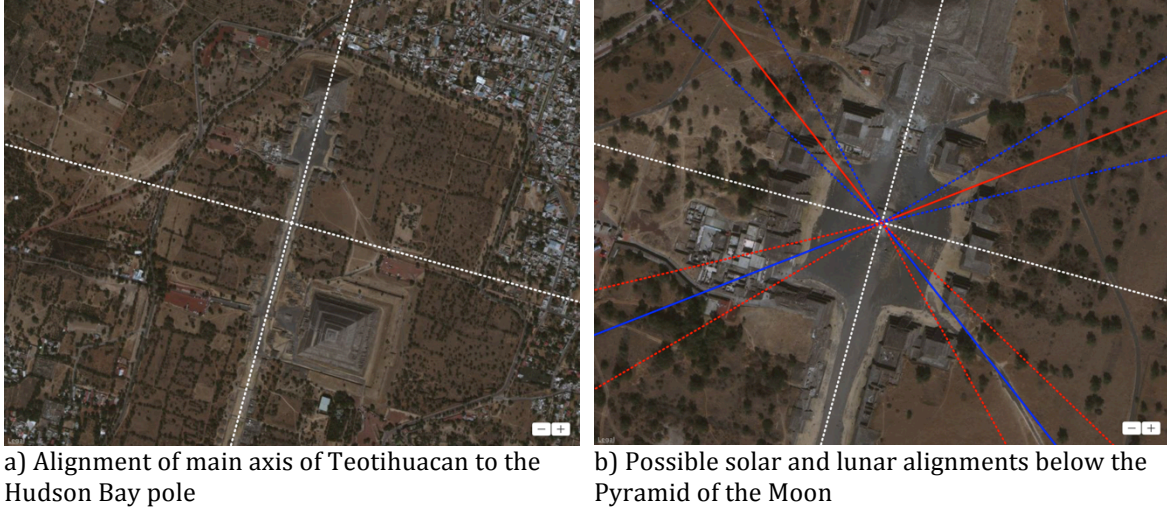 a) Alignment of main axis of Teotihuacan to the
Hudson Bay pole
b) Possible solar and lunar alignments below the
Pyramid of the Moon